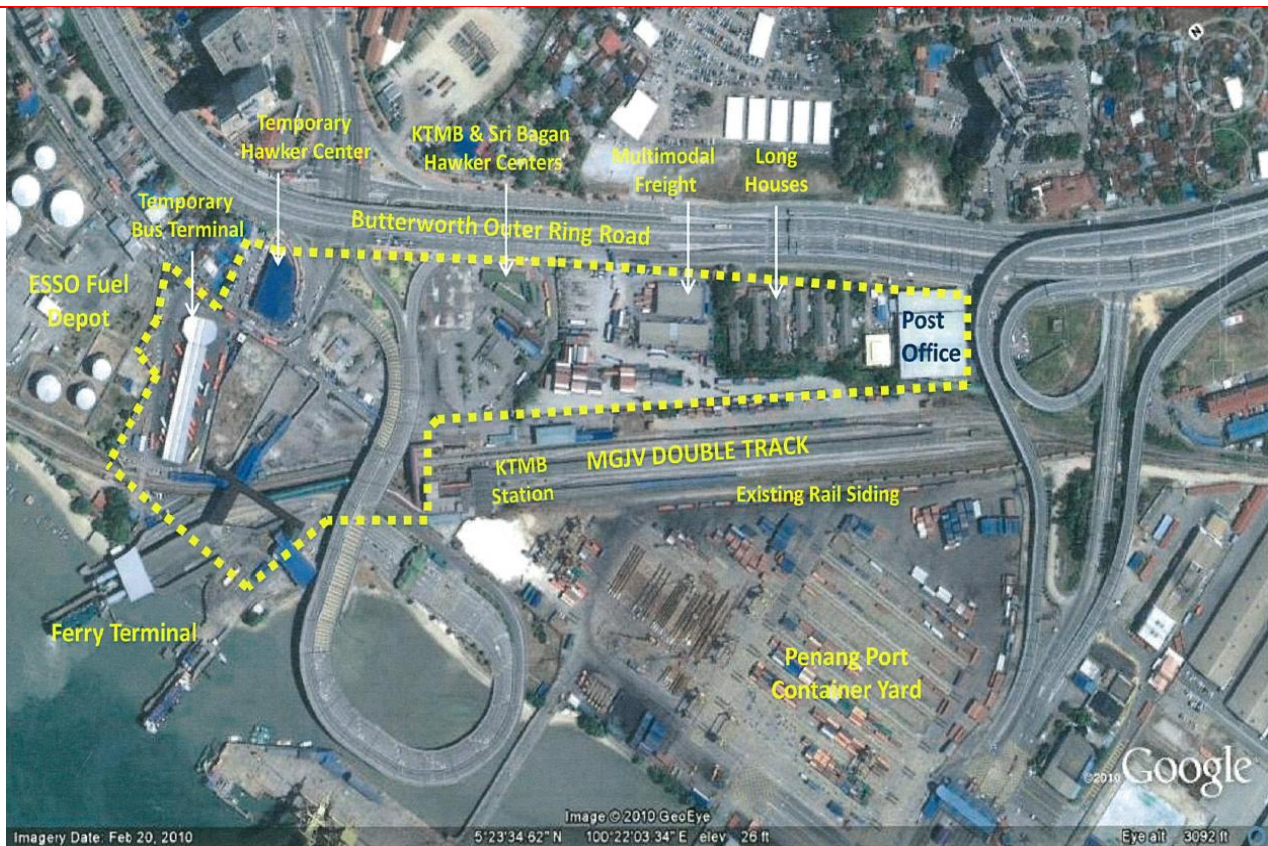 N
Temporary
Hawker Center
KTMB & Sri Bagan
Hawker Centers
Multimodal
Freight
Long
Houses
Temporary
Bus Terminal
Butterworth Outer Ring Road
ESSO Fuel
Depot
Post
Office
KTMB
Station
MGJV DOUBLE TRACK
Existing Rail Siding
Ferry Terminal
Penang Port
Container Yard
©2010 Google
Image © 2010 GeoEye
Imagery Date: Feb 20, 2010 5°23'34.62" N 100°22'03.34" E elev 26 ft Eye alt 3092 ft